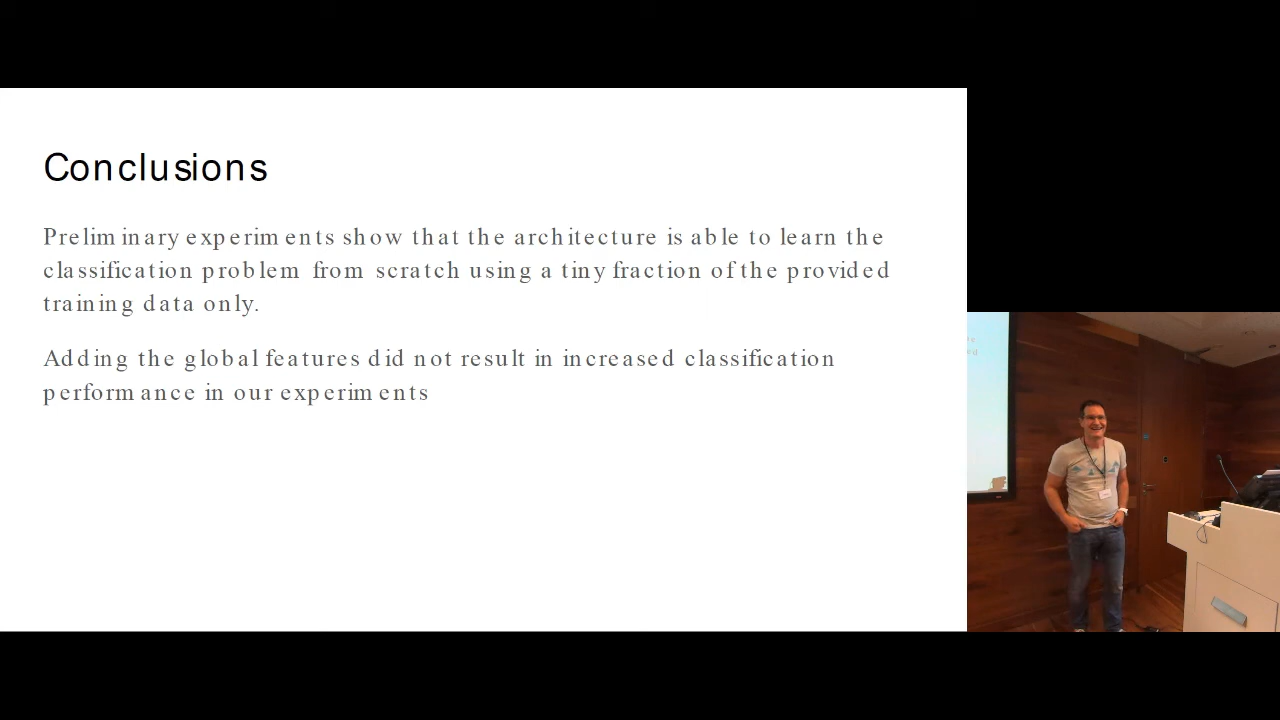 Conclusions
Preliminary experiments show that the architecture is able to learn the
classification problem from scratch using a tiny fraction of the provided
training data only.
Adding the global features did not result in increased classification
performance in our experiments